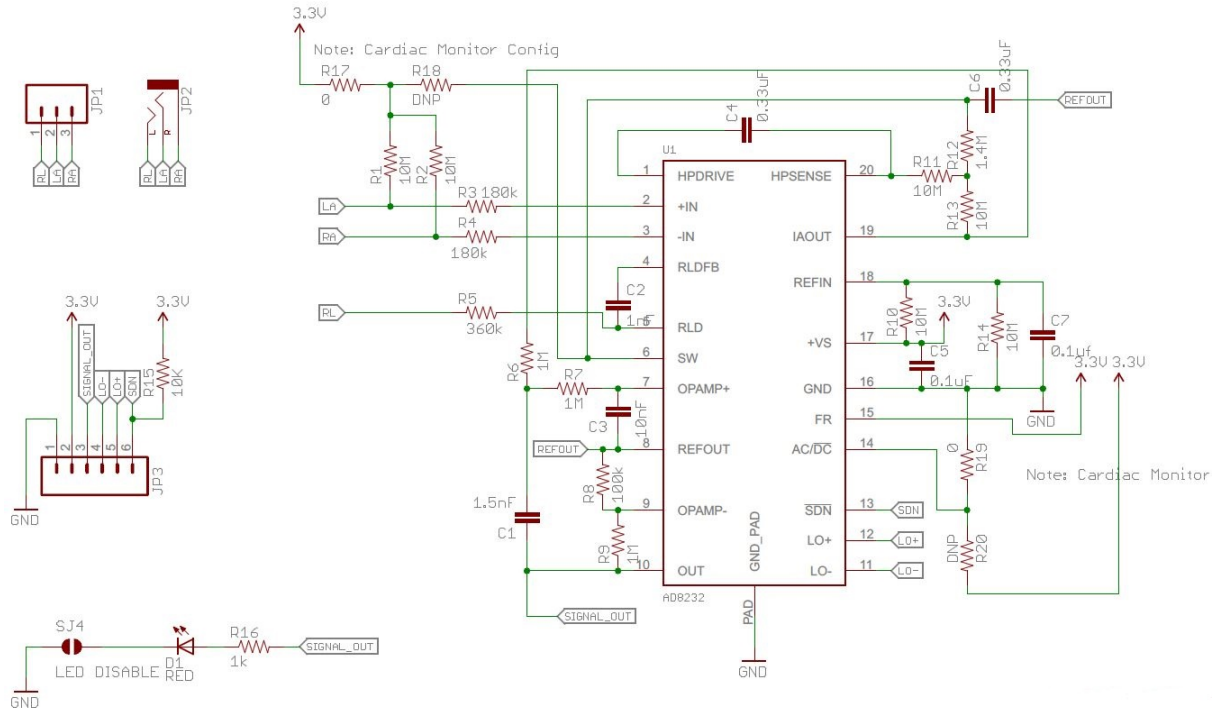 3.3V
Note: Cardiac Monitor Config
R17
0
R18
DNP
JP1
1
2
3
RL
LA
RA
JP2
L
R
RL
LA
RA
R1
10M
R2
10M
C4
0.33uF
C6
0.33uF
REFOUT
R12
1.4M
R11
10M
R13
10M
U1
1
HPDRIVE
HPSENSE
20
LA
R3
180k
2
+IN
RA
R4
180k
3
-IN
IAOUT
19
4
RLDFB
C2
1nF
REFIN
18
RL
R5
360k
5
RLD
R10
10M
3.3V
R14
10M
C7
0.1uf
+VS
17
C5
0.1uF
6
SW
R6
1M
R7
1M
7
OPAMP+
GND
16
GND
3.3V
3.3V
C3
10nF
FR
15
REFOUT
8
REFOUT
AC/DC
14
R19
0
Note: Cardiac Monitor
R8
100k
1.5nF
C1
9
OPAMP-
SDN
13
SDN
R9
1M
LO+
12
LO+
DNP
R20
10
OUT
LO-
11
LO-
GND_PAD
AD8232
PAD
GND
SIGNAL_OUT
3.3V
3.3V
SIGNAL_OUT
LO-
LO+
SDN
R15
10K
1
2
3
4
5
6
JP3
GND
SJ4
LED DISABLE
D1
RED
R16
1k
SIGNAL_OUT
GND